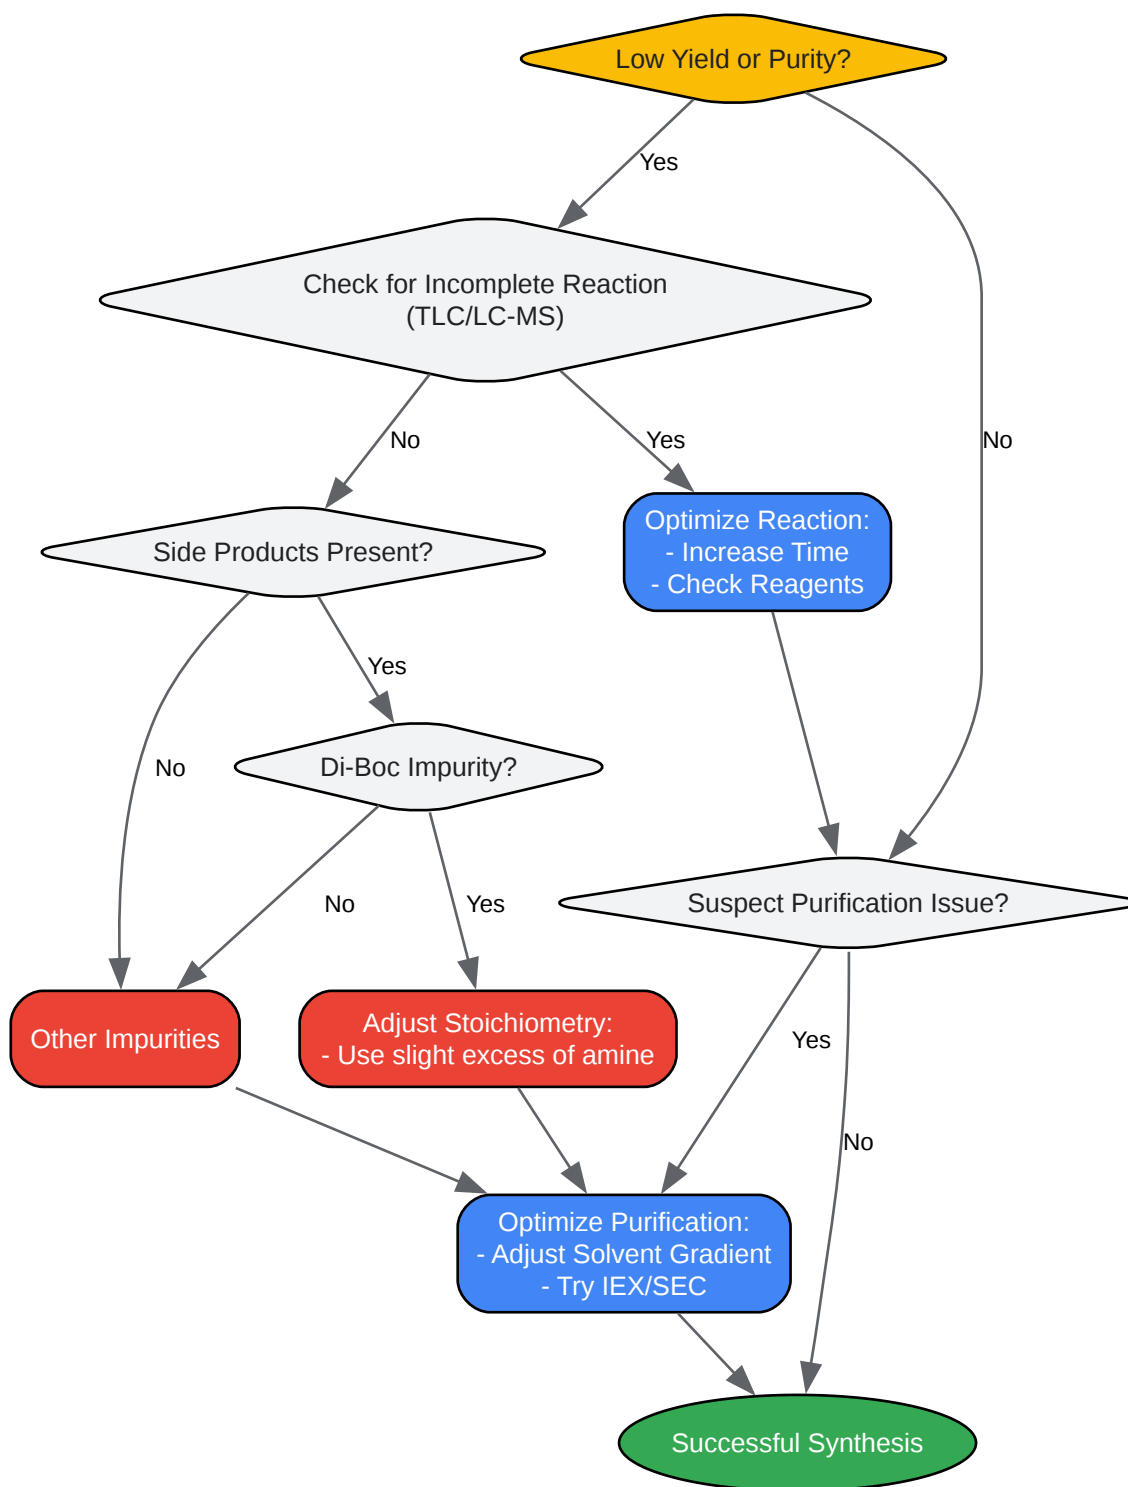 Low Yield or Purity?
Yes
Check for Incomplete Reaction
(TLC/LC-MS)
No
Yes
No
Side Products Present?
Optimize Reaction:
- Increase Time
- Check Reagents
Yes
No
Di-Boc Impurity?
No
Yes
Suspect Purification Issue?
Other Impurities
Adjust Stoichiometry:
- Use slight excess of amine
Yes
No
Optimize Purification:
- Adjust Solvent Gradient
- Try IEX/SEC
Successful Synthesis